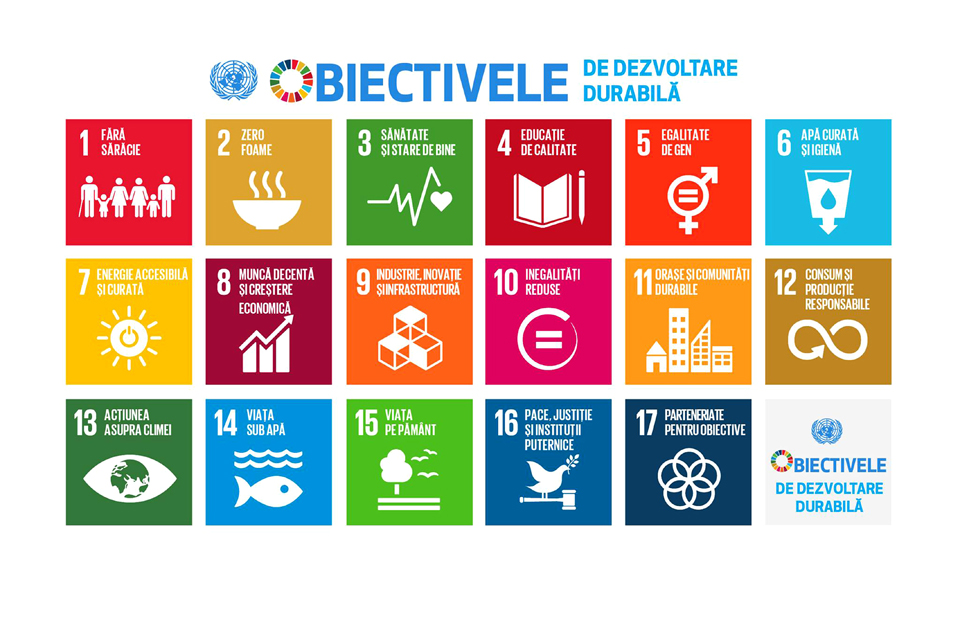 OBIECTIVELE
DE DEZVOLTARE
DURABILĂ
1 FĂRĂ
SĂRĂCIE
2 ZERO
FOAME
3 SĂNĂTATE
ȘI STARE DE BINE
4 EDUCAȚIE
DE CALITATE
5 EGALITATE
DE GEN
6 APĂ CURATĂ
ȘI IGIENĂ
7 ENERGIE ACCESIBILĂ
ȘI CURATĂ
8 MUNCĂ DECENTĂ
ȘI CREȘTERE
ECONOMICĂ
9 INDUSTRIE, INOVAȚIE
ȘI INFRASTRUCTURĂ
10 INEGALITĂȚI
REDUSE
11 ORAȘE ȘI COMUNITĂȚI
DURABILE
12 CONSUM ȘI
PRODUCȚIE
RESPONSABILE
13 ACȚIUNEA
ASUPRA CLIMEI
14 VIAȚA
SUB APĂ
15 VIAȚA
PE PĂMÂNT
16 PACE, JUSTIȚIE
ȘI INSTITUȚII
PUTERNICE
17 PARTENERIATE
PENTRU OBIECTIVE
OBIECTIVELE
DE DEZVOLTARE
DURABILĂ